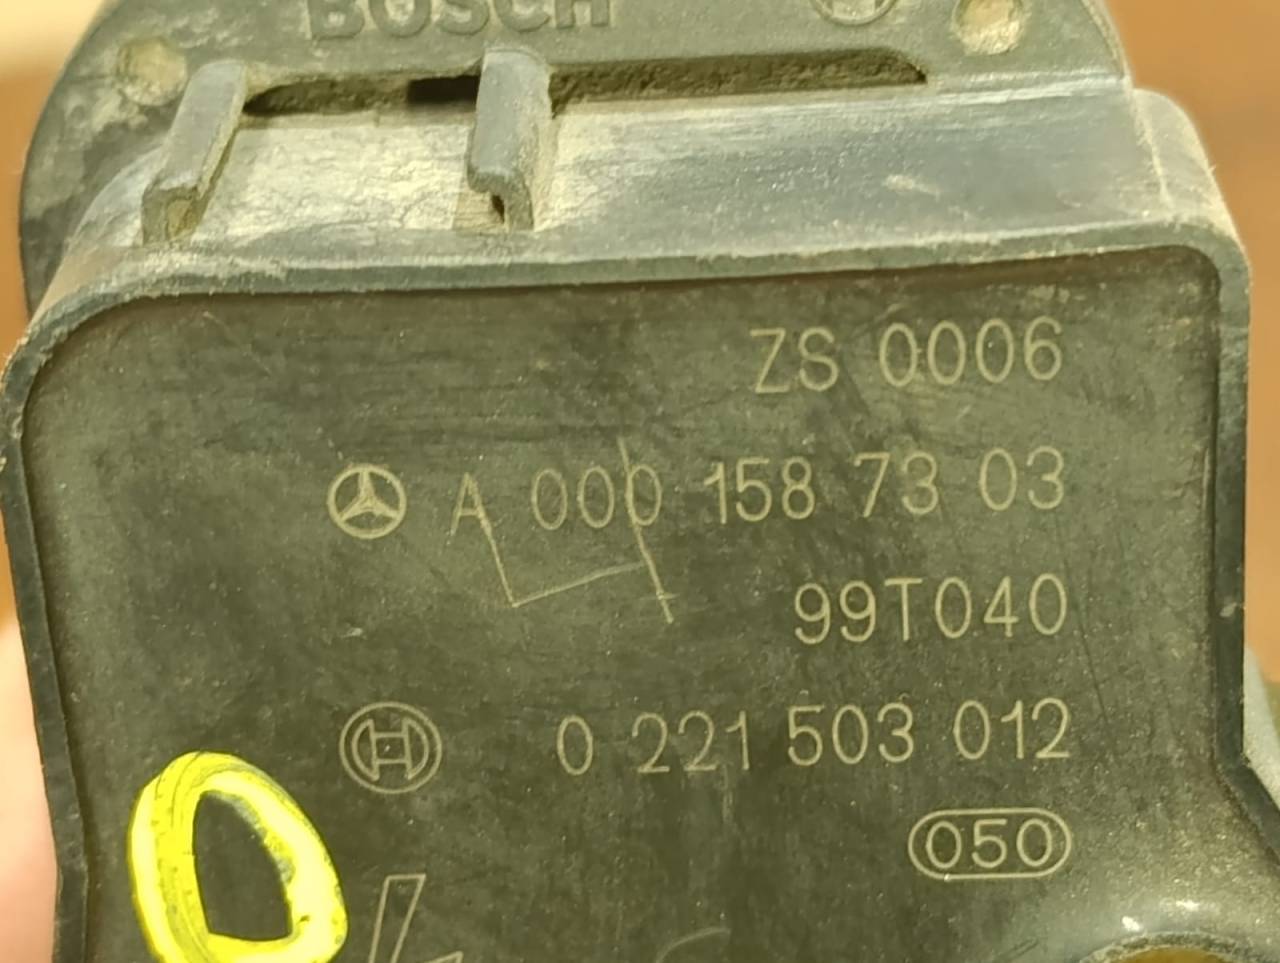 BOSCH
ZS 0006
A 000 158 73 03
99T040
0 221 503 012
050